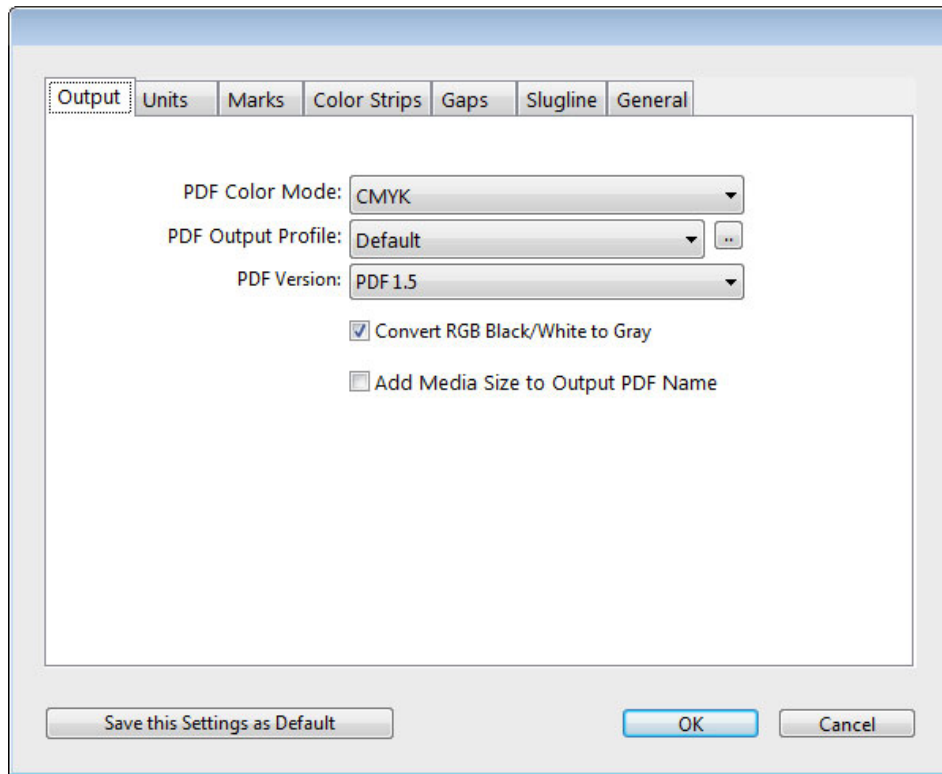 Output Units Marks Color Strips Gaps Slugline General
PDF Color Mode: CMYK
PDF Output Profile: Default ..
PDF Version: PDF 1.5
Convert RGB Black/White to Gray
Add Media Size to Output PDF Name
Save this Settings as Default OK Cancel